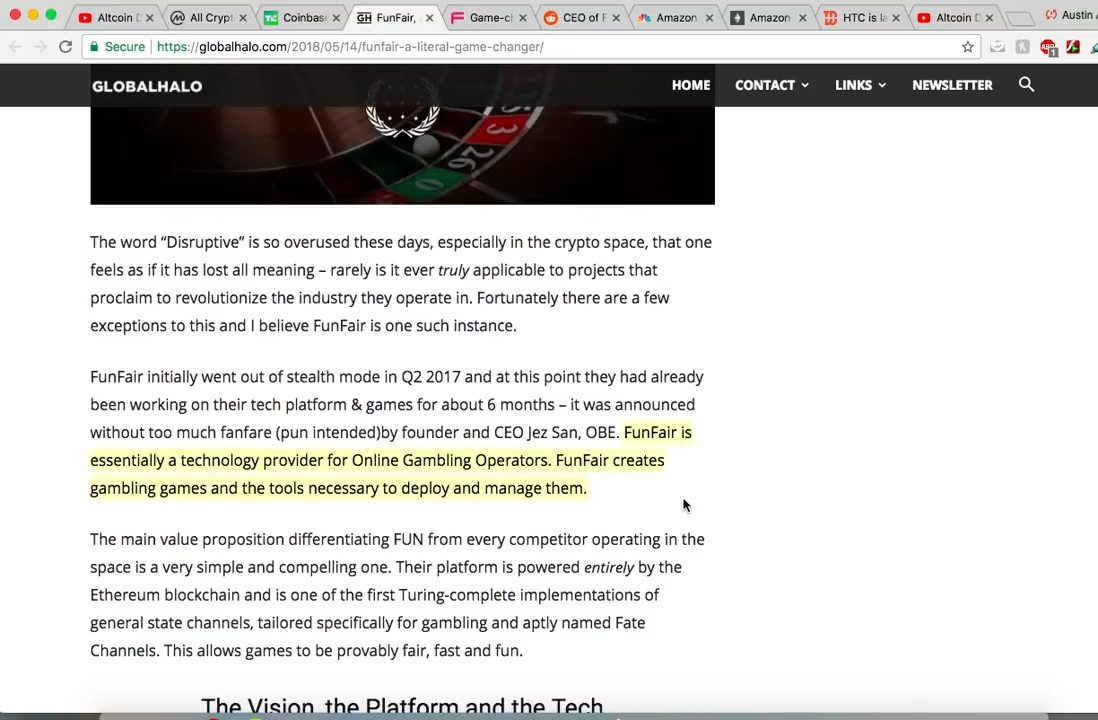 Altcoin D
All Crypt
Coinbase
FunFair,
Game-ch
CEO of F
Amazon
Amazon
HTC is la
Altcoin D
Austin
Secure
https://globalhalo.com/2018/05/14/funfair-a-literal-game-changer/
GLOBALHALO
HOME
CONTACT
LINKS
NEWSLETTER
26
3
The word “Disruptive” is so overused these days, especially in the crypto space, that one
feels as if it has lost all meaning – rarely is it ever truly applicable to projects that
proclaim to revolutionize the industry they operate in. Fortunately there are a few
exceptions to this and I believe FunFair is one such instance.
FunFair initially went out of stealth mode in Q2 2017 and at this point they had already
been working on their tech platform & games for about 6 months – it was announced
without too much fanfare (pun intended)by founder and CEO Jez San, OBE. FunFair is
essentially a technology provider for Online Gambling Operators. FunFair creates
gambling games and the tools necessary to deploy and manage them.
The main value proposition differentiating FUN from every competitor operating in the
space is a very simple and compelling one. Their platform is powered entirely by the
Ethereum blockchain and is one of the first Turing-complete implementations of
general state channels, tailored specifically for gambling and aptly named Fate
Channels. This allows games to be provably fair, fast and fun.
The Vision, the Platform and the Tech